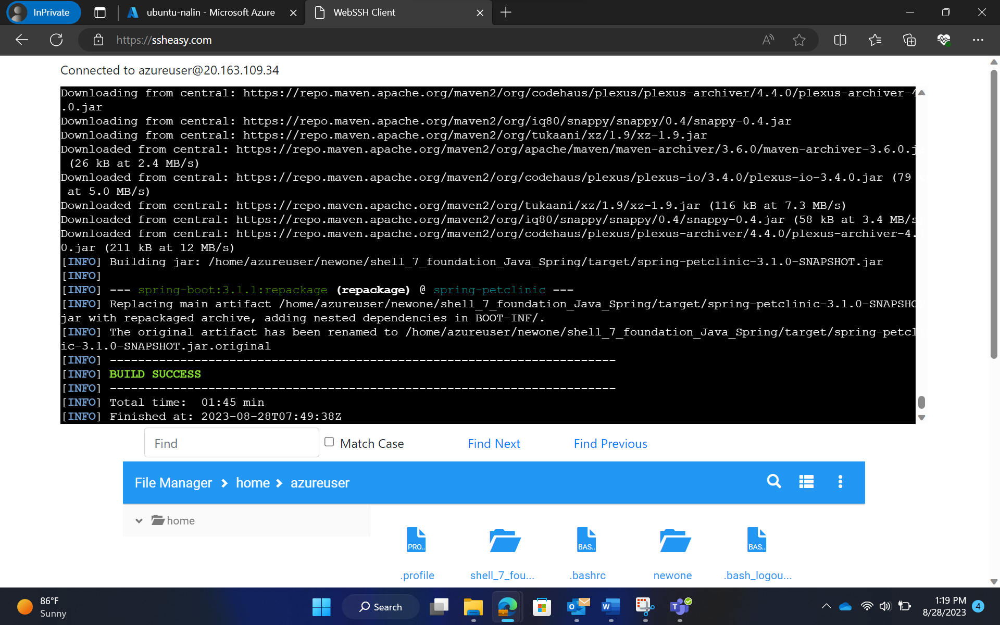 InPrivate
ubuntu-nalin - Microsoft Azure
WebSSH Client
https://ssheasy.com
Connected to azureuser@20.163.109.34
Downloading from central: https://repo.maven.apache.org/maven2/org/codehaus/plexus/plexus-archiver/4.4.0/plexus-archiver-4
.0.jar
Downloading from central: https://repo.maven.apache.org/maven2/org/iq80/snappy/snappy/0.4/snappy-0.4.jar
Downloading from central: https://repo.maven.apache.org/maven2/org/tukaani/xz/1.9/xz-1.9.jar
Downloaded from central: https://repo.maven.apache.org/maven2/org/apache/maven/maven-archiver/3.6.0/maven-archiver-3.6.0.j
(26 kB at 2.4 MB/s)
Downloaded from central: https://repo.maven.apache.org/maven2/org/codehaus/plexus/plexus-io/3.4.0/plexus-io-3.4.0.jar (79
at 5.0 MB/s)
Downloaded from central: https://repo.maven.apache.org/maven2/org/tukaani/xz/1.9/xz-1.9.jar (116 kB at 7.3 MB/s)
Downloaded from central: https://repo.maven.apache.org/maven2/org/iq80/snappy/snappy/0.4/snappy-0.4.jar (58 kB at 3.4 MB/s
Downloaded from central: https://repo.maven.apache.org/maven2/org/codehaus/plexus/plexus-archiver/4.4.0/plexus-archiver-4.
0.jar (211 kB at 12 MB/s)
[INFO] Building jar: /home/azureuser/newone/shell_7_foundation_Java_Spring/target/spring-petclinic-3.1.0-SNAPSHOT.jar
[INFO]
[INFO] --- spring-boot:3.1.1:repackage (repackage) @ spring-petclinic ---
[INFO] Replacing main artifact /home/azureuser/newone/shell_7_foundation_Java_Spring/target/spring-petclinic-3.1.0-SNAPSHO
jar with repackaged archive, adding nested dependencies in BOOT-INF/.
[INFO] The original artifact has been renamed to /home/azureuser/newone/shell_7_foundation_Java_Spring/target/spring-petcl
ic-3.1.0-SNAPSHOT.jar.original
[INFO] ------------------------------------------------------------------------
[INFO] BUILD SUCCESS
[INFO] ------------------------------------------------------------------------
[INFO] Total time:  01:45 min
[INFO] Finished at: 2023-08-28T07:49:38Z
Find
Match Case
Find Next
Find Previous
File Manager > home > azureuser
home
PRO..
BAS..
BAS..
.profile
shell_7_fou...
.bashrc
newone
.bash_logou...
86°F
Sunny
Search
1:19 PM
8/28/2023
4